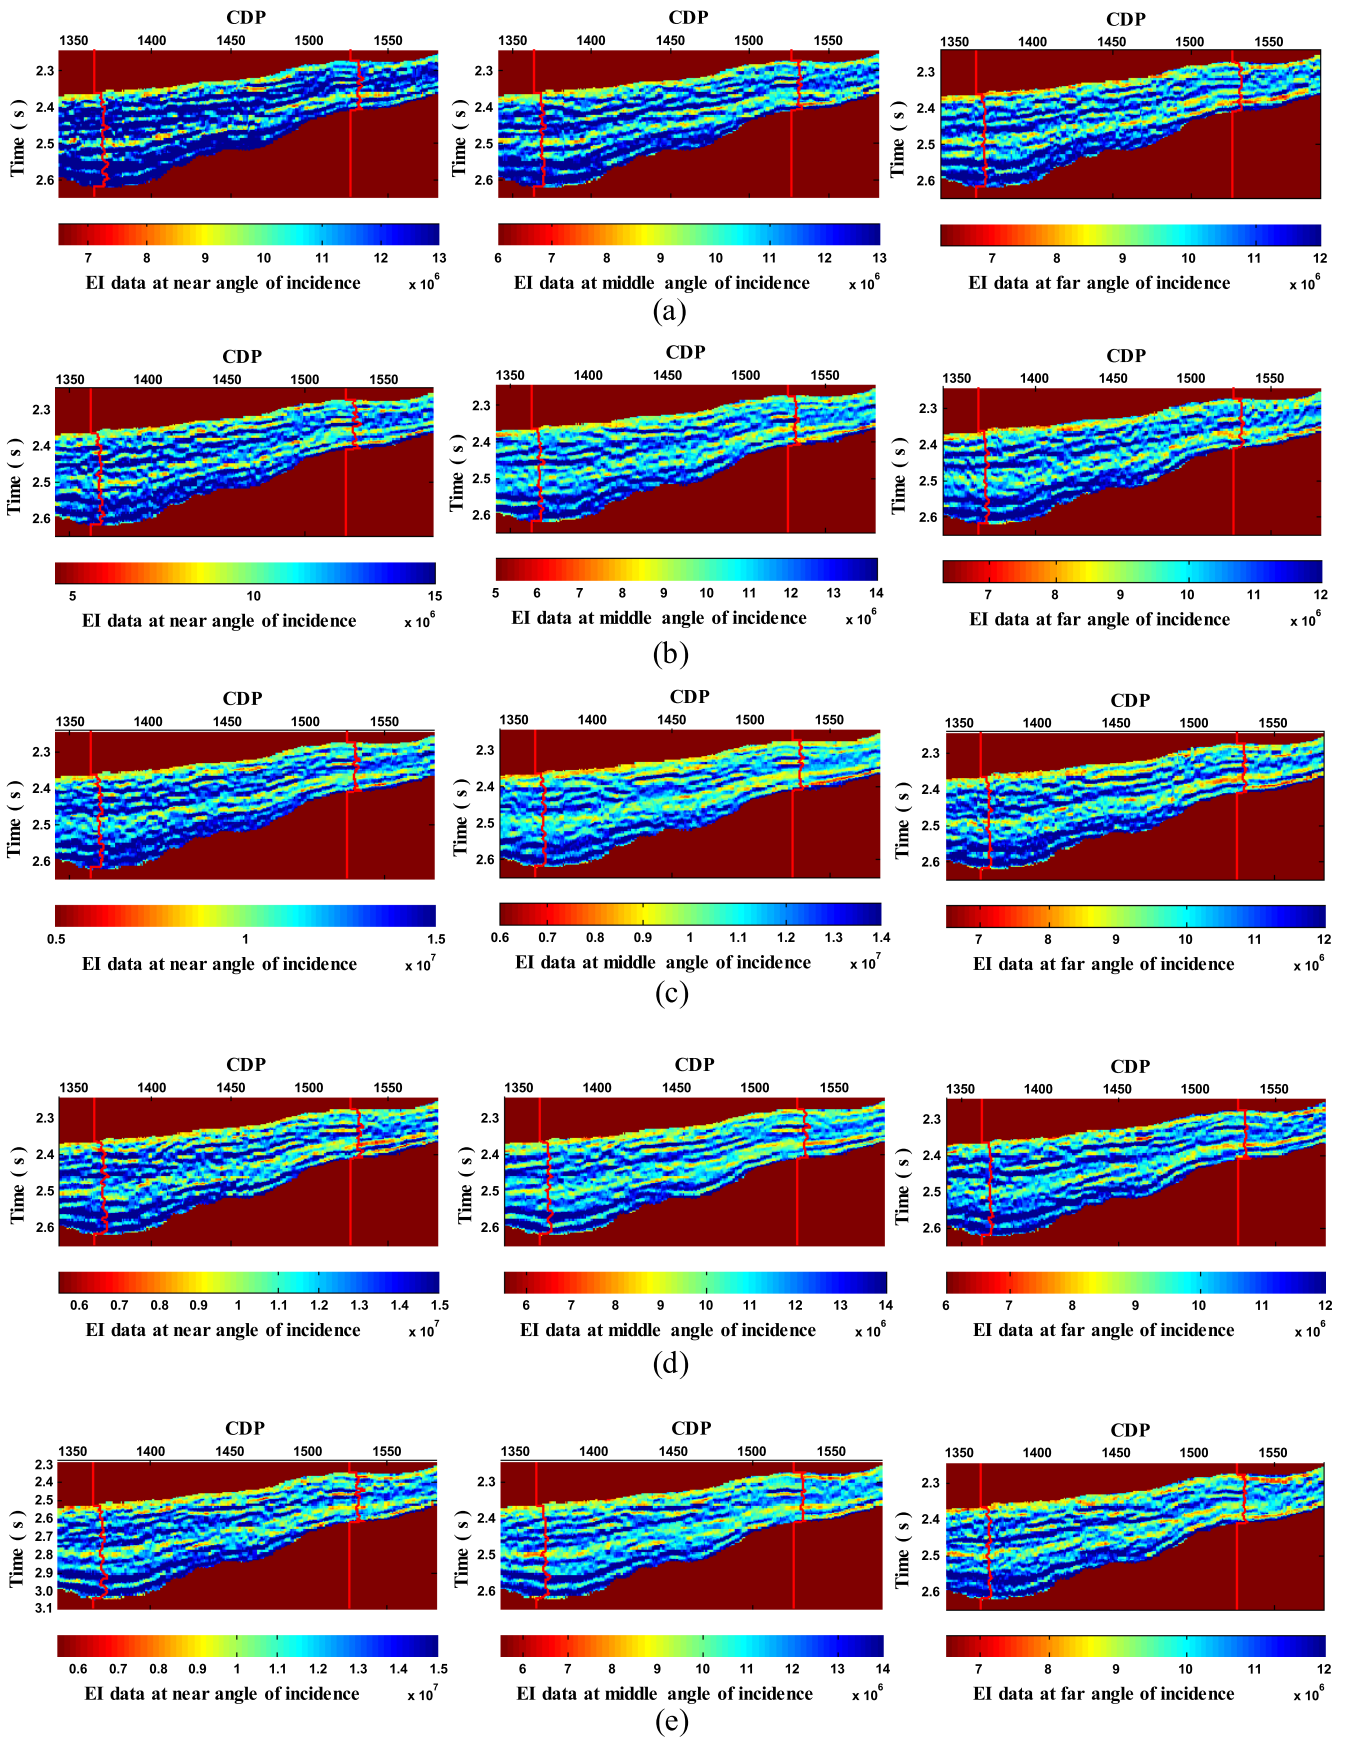 CDP CDP CDP
1350 1400 1450 1500 1550 1350 1400 1450 1500 1550 1350 1400 1450 1500 1550
Time ( s ) 2.3 2.4 2.5 2.6 Time ( s ) 2.3 2.4 2.5 2.6 Time ( s ) 2.3 2.4 2.5 2.6
7 8 9 10 11 12 13 6 7 8 9 10 11 12 13 7 8 9 10 11 12
EI data at near angle of incidence x 10^6 EI data at middle angle of incidence x 10^6 EI data at far angle of incidence x 10^6
(a)
CDP CDP CDP
1350 1400 1450 1500 1550 1350 1400 1450 1500 1550 1350 1400 1450 1500 1550
Time ( s ) 2.3 2.4 2.5 2.6 Time ( s ) 2.3 2.4 2.5 2.6 Time ( s ) 2.3 2.4 2.5 2.6
5 10 15 5 6 7 8 9 10 11 12 13 14 7 8 9 10 11 12
EI data at near angle of incidence x 10^6 EI data at middle angle of incidence x 10^6 EI data at far angle of incidence x 10^6
(b)
CDP CDP CDP
1350 1400 1450 1500 1550 1350 1400 1450 1500 1550 1350 1400 1450 1500 1550
Time ( s ) 2.3 2.4 2.5 2.6 Time ( s ) 2.3 2.4 2.5 2.6 Time ( s ) 2.3 2.4 2.5 2.6
0.5 1 1.5 0.6 0.7 0.8 0.9 1 1.1 1.2 1.3 1.4 7 8 9 10 11 12
EI data at near angle of incidence x 10^7 EI data at middle angle of incidence x 10^7 EI data at far angle of incidence x 10^6
(c)
CDP CDP CDP
1350 1400 1450 1500 1550 1350 1400 1450 1500 1550 1350 1400 1450 1500 1550
Time ( s ) 2.3 2.4 2.5 2.6 Time ( s ) 2.3 2.4 2.5 2.6 Time ( s ) 2.3 2.4 2.5 2.6
0.6 0.7 0.8 0.9 1 1.1 1.2 1.3 1.4 1.5 6 7 8 9 10 11 12 13 14 6 7 8 9 10 11 12
EI data at near angle of incidence x 10^7 EI data at middle angle of incidence x 10^6 EI data at far angle of incidence x 10^6
(d)
CDP CDP CDP
1350 1400 1450 1500 1550 1350 1400 1450 1500 1550 1350 1400 1450 1500 1550
Time ( s ) 2.3 2.4 2.5 2.6 2.7 2.8 2.9 3.0 3.1 Time ( s ) 2.3 2.4 2.5 2.6 Time ( s ) 2.3 2.4 2.5 2.6
0.6 0.7 0.8 0.9 1 1.1 1.2 1.3 1.4 1.5 6 7 8 9 10 11 12 13 14 7 8 9 10 11 12
EI data at near angle of incidence x 10^7 EI data at middle angle of incidence x 10^6 EI data at far angle of incidence x 10^6
(e)